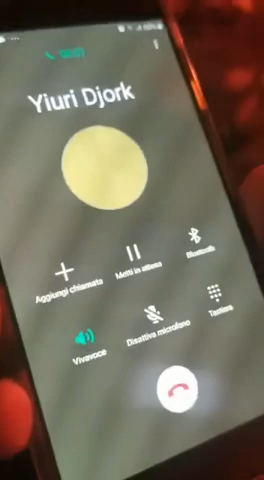 Yiuri Djork
Aggiungi chiamata
Metti in attesa
Bluetooth
Vivavoce
Disattiva microfono
Tastiera